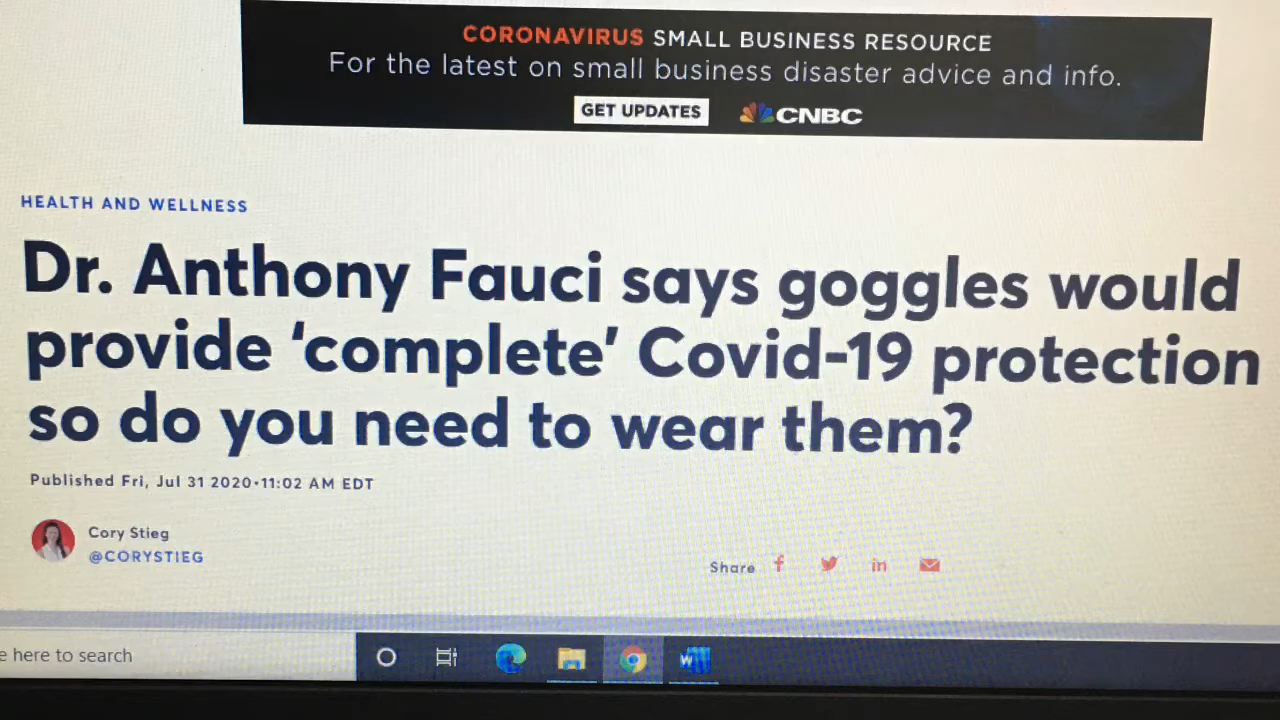 CORONAVIRUS SMALL BUSINESS RESOURCE
For the latest on small business disaster advice and info.
GET UPDATES CNBC
HEALTH AND WELLNESS
Dr. Anthony Fauci says goggles would
provide ‘complete’ Covid-19 protection
so do you need to wear them?
Published Fri, Jul 31 2020•11:02 AM EDT
Cory Stieg
@CORYSTIEG
Share f in
e here to search
W